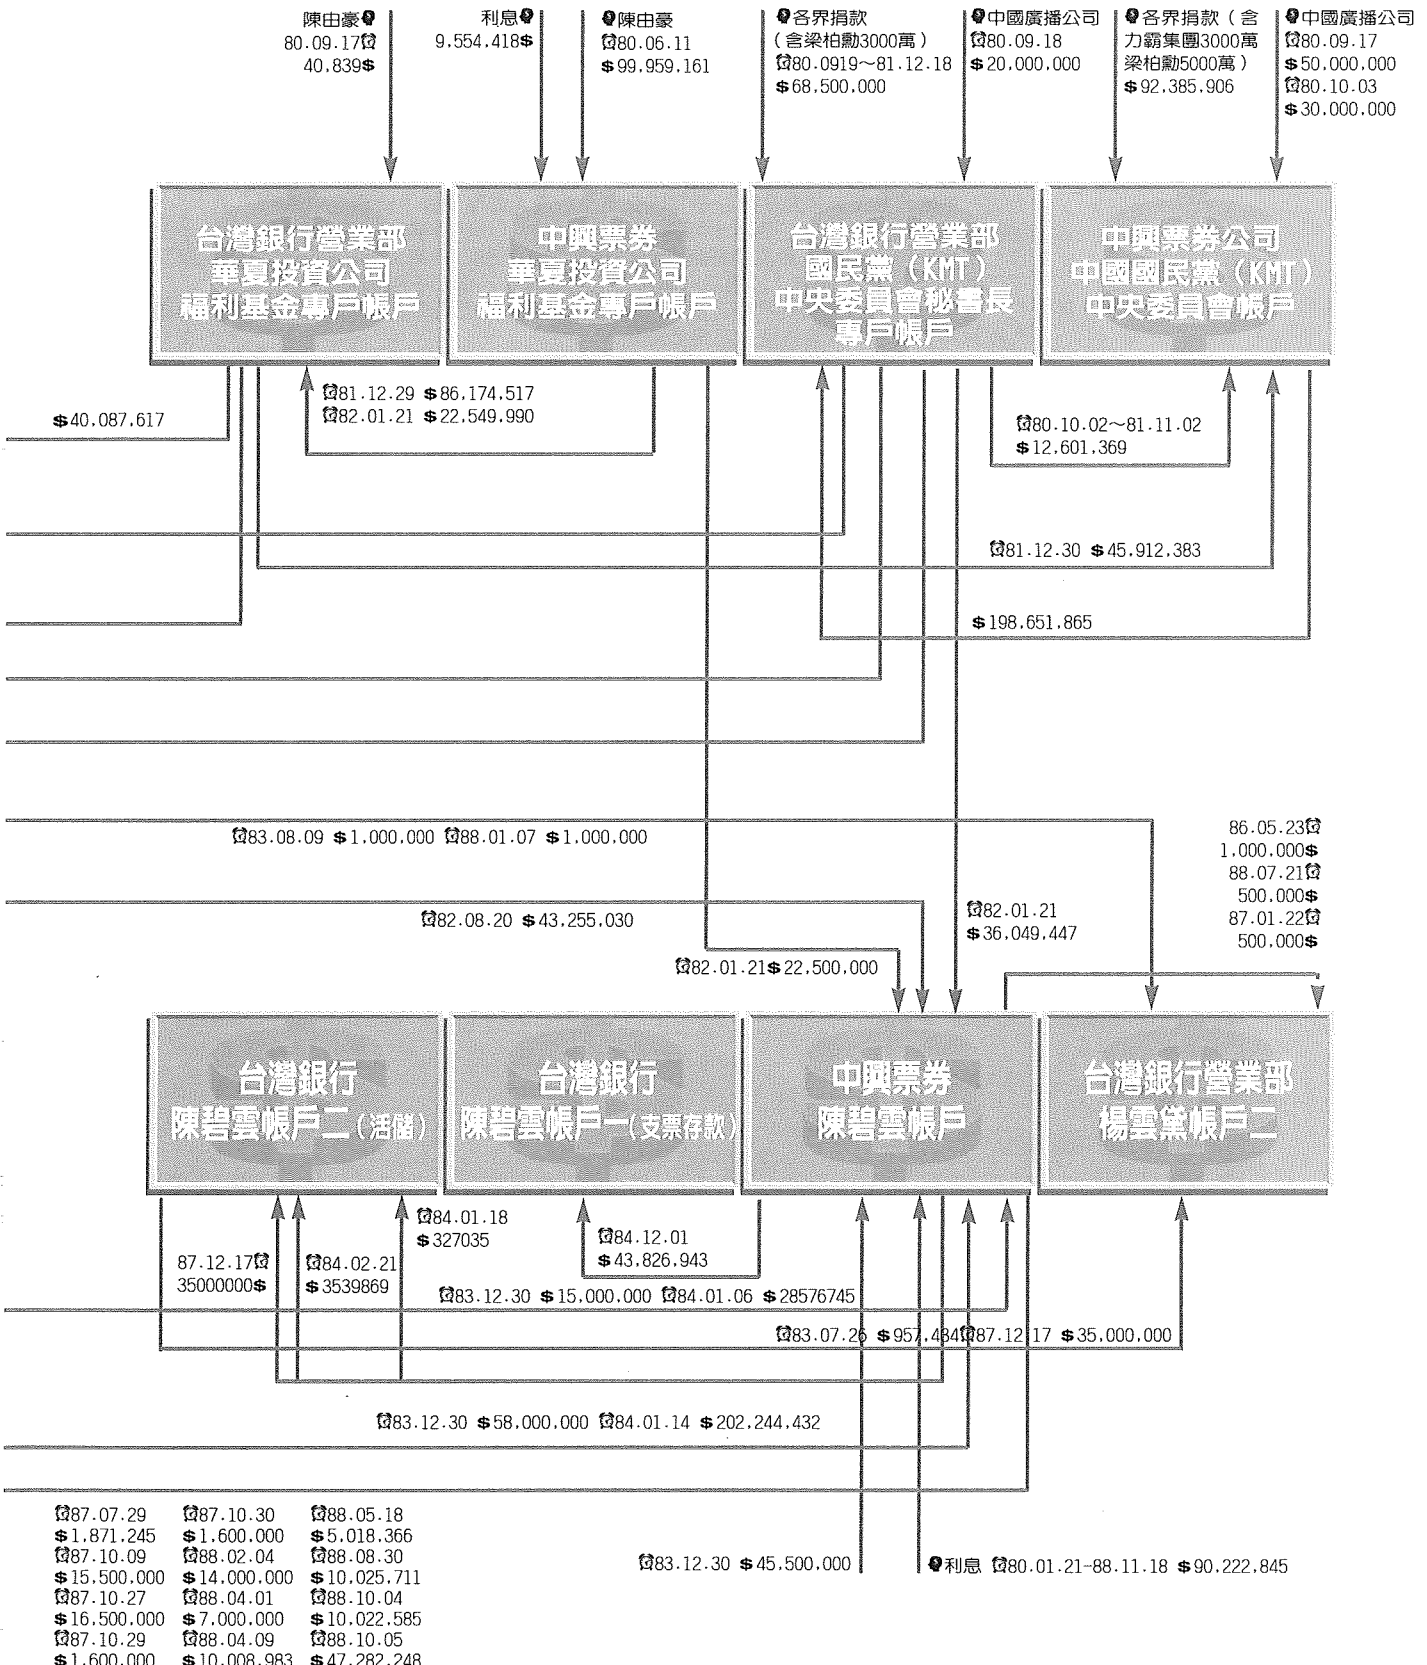 陳由豪
80.09.17
40,839$
利息
9,554,418$
陳由豪
80.06.11
$99,959,161
各界捐款
（含梁柏勳3000萬）
80.0919～81.12.18
$68,500,000
中國廣播公司
80.09.18
$20,000,000
各界捐款（含
力霸集團3000萬
梁柏勳5000萬）
$92,385,906
中國廣播公司
80.09.17
$50,000,000
80.10.03
$30,000,000
台灣銀行營業部
華夏投資公司
福利基金專戶帳戶
中興票券
華夏投資公司
福利基金專戶帳戶
台灣銀行營業部
國民黨（KMT）
中央委員會秘書長
專戶帳戶
中興票券公司
中國國民黨（KMT）
中央委員會帳戶
$40,087,617
81.12.29 $86,174,517
82.01.21 $22,549,990
80.10.02～81.11.02
$12,601,369
81.12.30 $45,912,383
$198,651,865
83.08.09 $1,000,000 88.01.07 $1,000,000
86.05.23
1,000,000$
88.07.21
500,000$
87.01.22
500,000$
82.08.20 $43,255,030
82.01.21
$36,049,447
82.01.21$22,500,000
台灣銀行
陳碧雲帳戶二（活儲）
台灣銀行
陳碧雲帳戶一（支票存款）
中興票券
陳碧雲帳戶
台灣銀行營業部
楊雲黛帳戶二
84.01.18
$327035
87.12.17
35000000$
84.02.21
$3539869
84.12.01
$43,826,943
83.12.30 $15,000,000 84.01.06 $28576745
83.07.26 $957,484 87.12.17 $35,000,000
83.12.30 $58,000,000 84.01.14 $202,244,432
87.07.29 87.10.30 88.05.18
$1,871,245 $1,600,000 $5,018,366
87.10.09 88.02.04 88.08.30
$15,500,000 $14,000,000 $10,025,711
87.10.27 88.04.01 88.10.04
$16,500,000 $7,000,000 $10,022,585
87.10.29 88.04.09 88.10.05
$1,600,000 $10,008,983 $47,282,248
83.12.30 $45,500,000
利息 80.01.21-88.11.18 $90,222,845